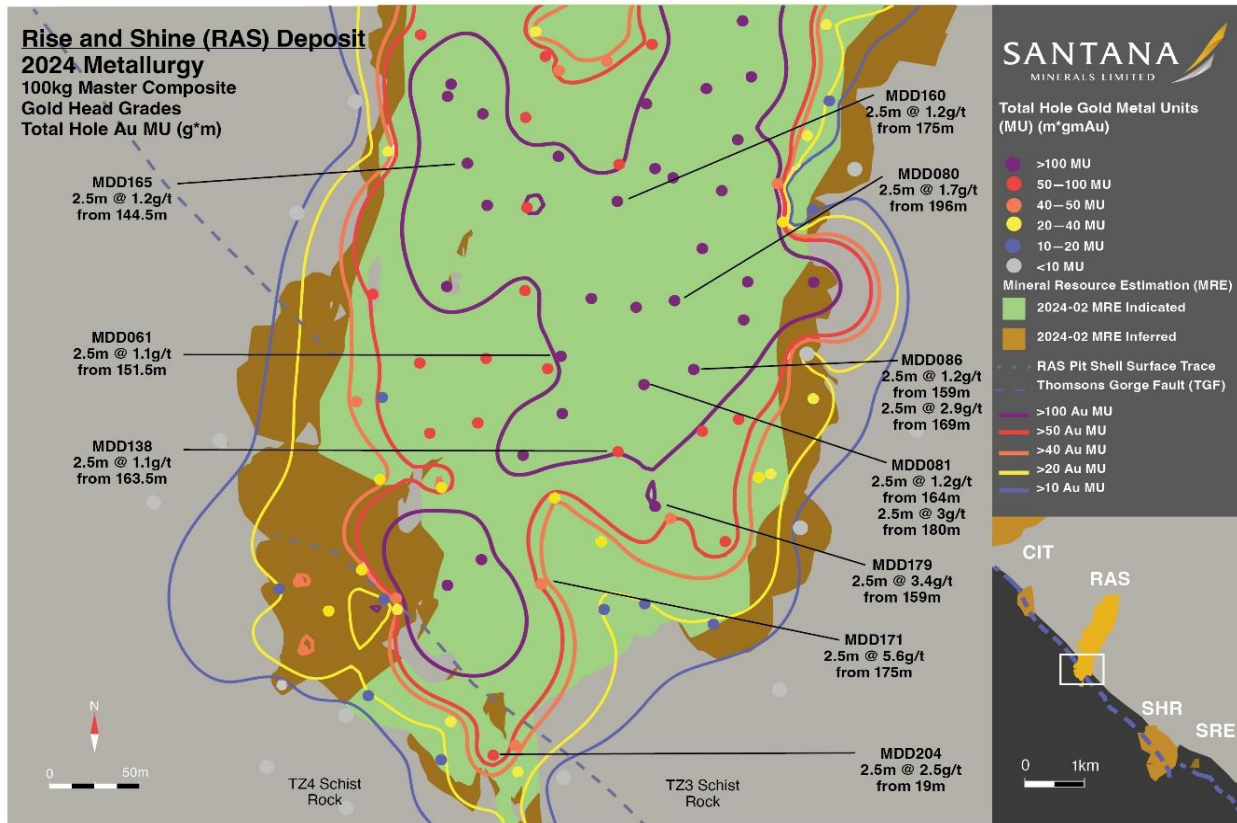 Rise and Shine (RAS) Deposit
2024 Metallurgy
100kg Master Composite
Gold Head Grades
Total Hole Au MU (g*m)
MDD165
2.5m @ 1.2g/t
from 144.5m
MDD061
2.5m @ 1.1g/t
from 151.5m
MDD138
2.5m @ 1.1g/t
from 163.5m
MDD160
2.5m @ 1.2g/t
from 175m
MDD080
2.5m @ 1.7g/t
from 196m
MDD086
2.5m @ 1.2g/t
from 159m
2.5m @ 2.9g/t
from 169m
MDD081
2.5m @ 1.2g/t
from 164m
2.5m @ 3g/t
from 180m
MDD179
2.5m @ 3.4g/t
from 159m
MDD171
2.5m @ 5.6g/t
from 175m
MDD204
2.5m @ 2.5g/t
from 19m
N
0 50m
TZ4 Schist
Rock
TZ3 Schist
Rock
SANTANA
MINERALS LIMITED
Total Hole Gold Metal Units
(MU) (m*gmAu)
>100 MU
50—100 MU
40—50 MU
20—40 MU
10—20 MU
<10 MU
Mineral Resource Estimation (MRE)
2024-02 MRE Indicated
2024-02 MRE Inferred
RAS Pit Shell Surface Trace
Thomsons Gorge Fault (TGF)
>100 Au MU
>50 Au MU
>40 Au MU
>20 Au MU
>10 Au MU
CIT
RAS
SHR
SRE
0 1km